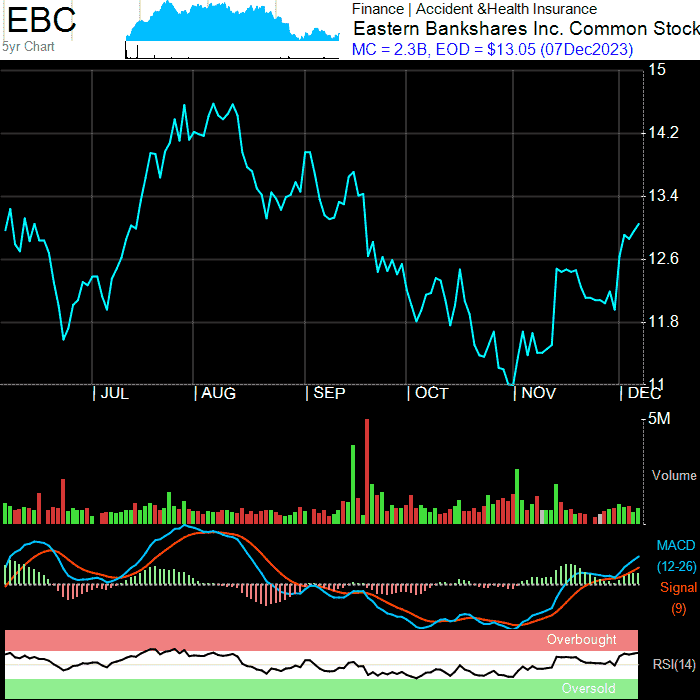 EBC
5yr Chart
Finance | Accident &Health Insurance
Eastern Bankshares Inc. Common Stock
MC = 2.3B, EOD = $13.05 (07Dec2023)
15
14.2
13.4
12.6
11.8
11
| JUL
| AUG
| SEP
| OCT
| NOV
| DEC
5M
Volume
MACD
(12-26)
Signal
(9)
Overbought
RSI(14)
Oversold